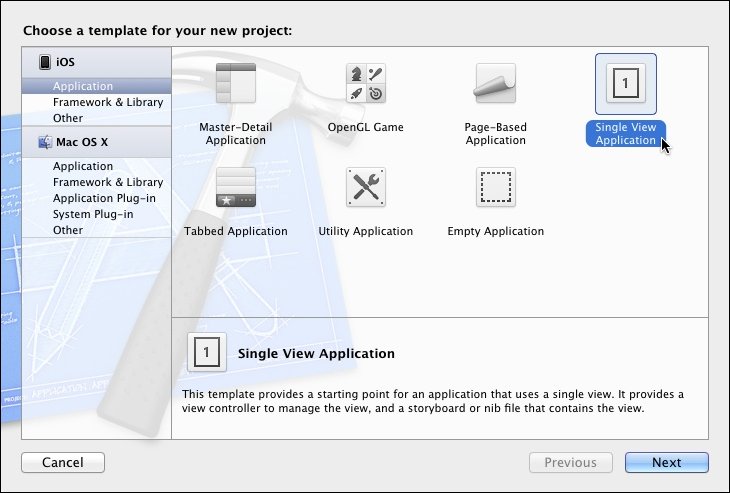 Choose a template for your new project:
iOS
Application
Framework & Library
Other
Mac OS X
Application
Framework & Library
Application Plug-in
System Plug-in
Other
Master-Detail
Application
OpenGL Game
Page-Based
Application
1
Single View
Application
Tabbed Application
Utility Application
Empty Application
1
Single View Application
This template provides a starting point for an application that uses a single view. It provides a
view controller to manage the view, and a storyboard or nib file that contains the view.
APPLICATION
Cancel
Previous
Next